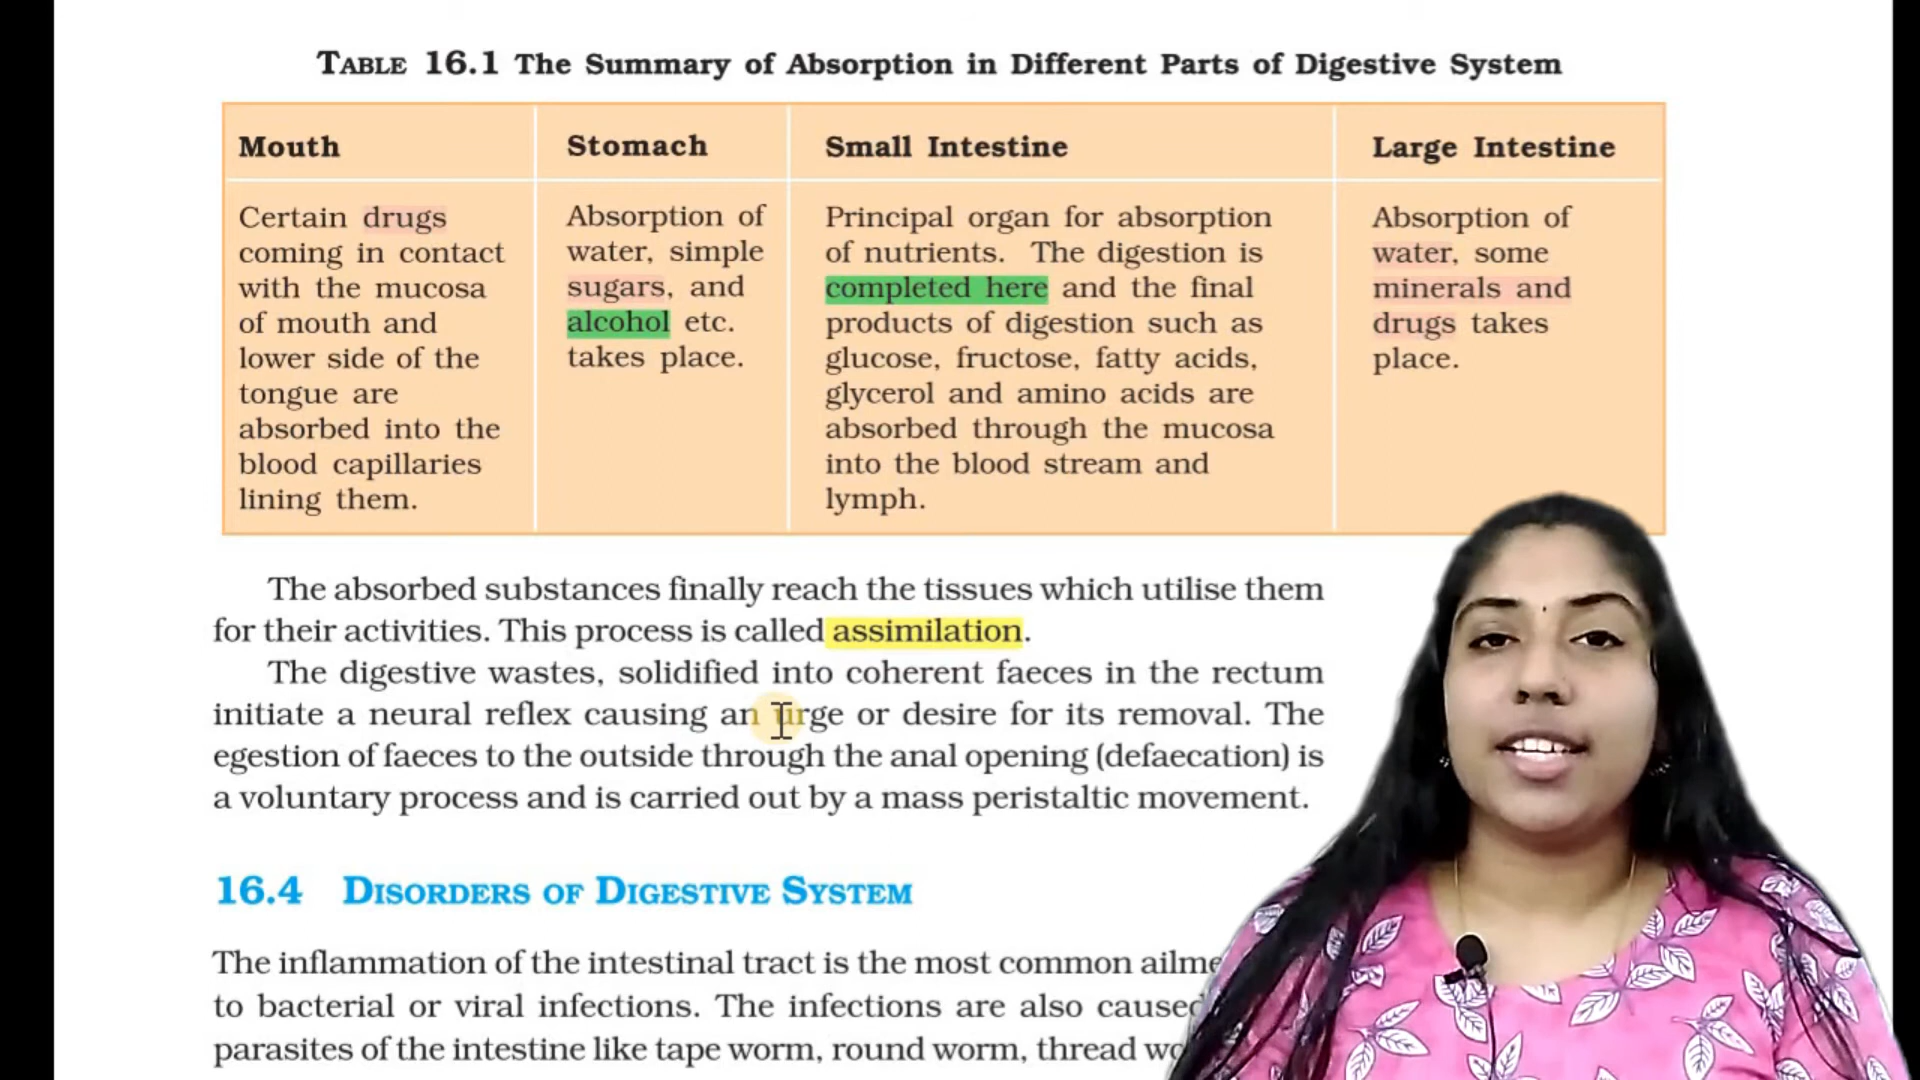 TABLE 16.1 The Summary of Absorption in Different Parts of Digestive System
Mouth
Certain drugs
coming in contact
with the mucosa
of mouth and
lower side of the
tongue are
absorbed into the
blood capillaries
lining them.
Stomach
Absorption of
water, simple
sugars, and
alcohol etc.
takes place.
Small Intestine
Principal organ for absorption
of nutrients. The digestion is
completed here and the final
products of digestion such as
glucose, fructose, fatty acids,
glycerol and amino acids are
absorbed through the mucosa
into the blood stream and
lymph.
Large Intestine
Absorption of
water, some
minerals and
drugs takes
place.
The absorbed substances finally reach the tissues which utilise them
for their activities. This process is called assimilation.
The digestive wastes, solidified into coherent faeces in the rectum
initiate a neural reflex causing an urge or desire for its removal. The
egestion of faeces to the outside through the anal opening (defaecation) is
a voluntary process and is carried out by a mass peristaltic movement.
16.4 DISORDERS OF DIGESTIVE SYSTEM
The inflammation of the intestinal tract is the most common
to bacterial or viral infections. The infections are also caused
parasites of the intestine like tape worm, round worm, thread